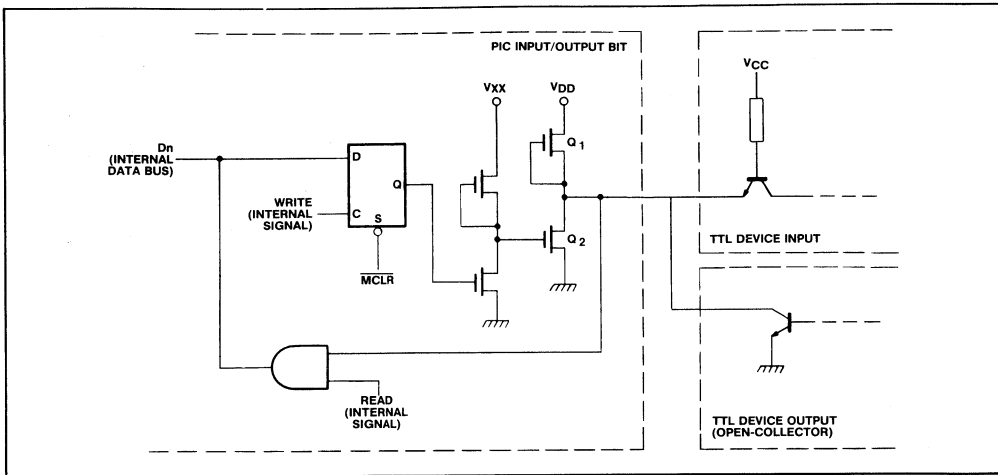 PIC INPUT/OUTPUT BIT
VXX
VDD
VCC
Q1
Dn
(INTERNAL
DATA BUS)
D
Q
WRITE
(INTERNAL
SIGNAL)
C
S
Q2
MCLR
TTL DEVICE INPUT
READ
(INTERNAL
SIGNAL)
TTL DEVICE OUTPUT
(OPEN-COLLECTOR)